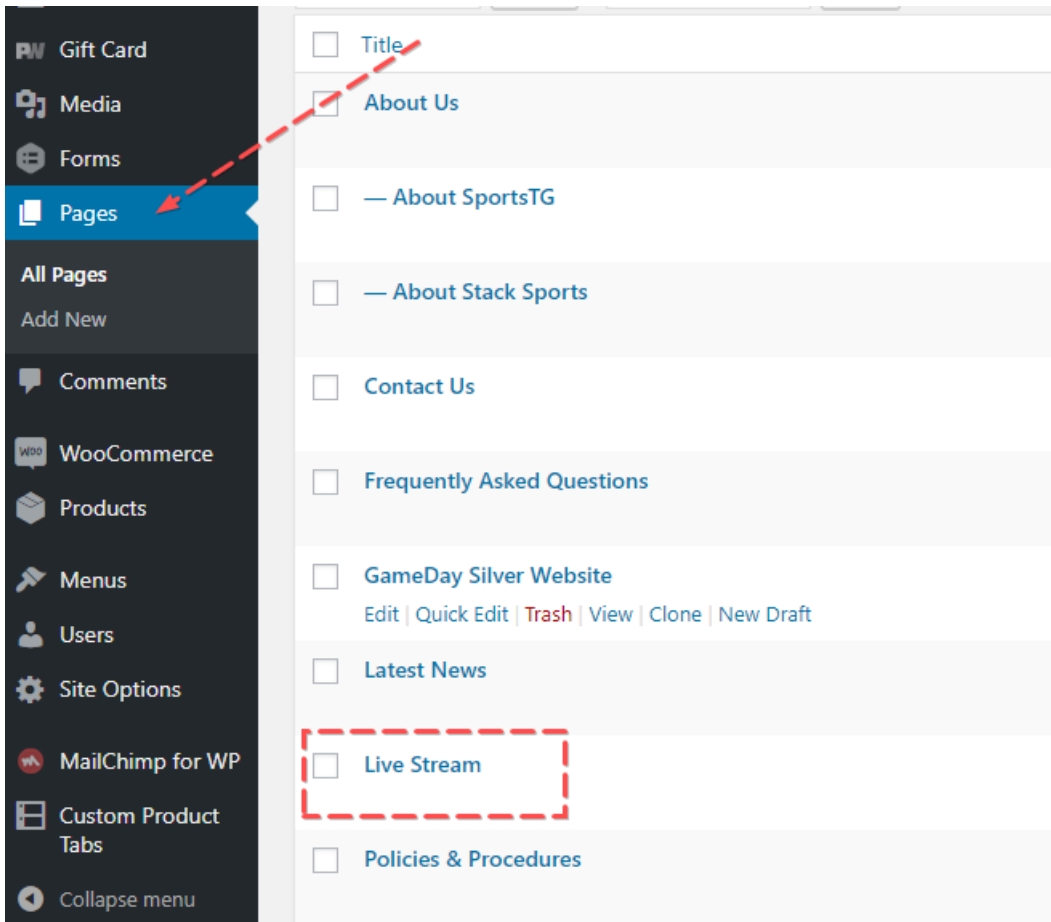 Gift Card
Media
Forms
Pages
All Pages
Add New
Comments
WOO
WooCommerce
Products
Menus
Users
Site Options
MailChimp for WP
Custom Product
Tabs
Collapse menu
Title
About Us
— About SportsTG
— About Stack Sports
Contact Us
Frequently Asked Questions
GameDay Silver Website
Edit | Quick Edit | Trash | View | Clone | New Draft
Latest News
Live Stream
Policies & Procedures